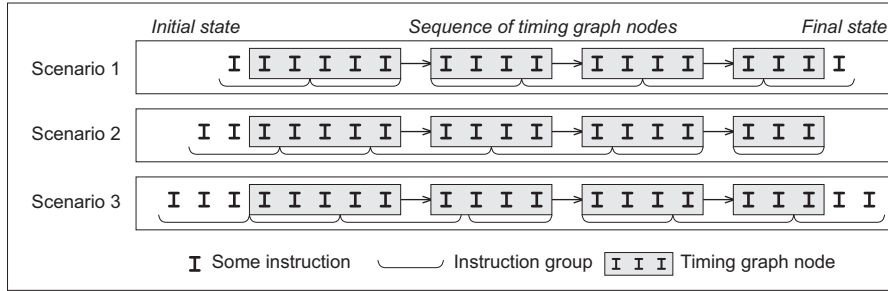 Initial state Sequence of timing graph nodes Final state
Scenario 1 I I I I I I I I I I I I I I I I I I
Scenario 2 I I I I I I I I I I I I I I I I I I
Scenario 3 I I I I I I I I I I I I I I I I I I I I I
I Some instruction Instruction group I I I Timing graph node